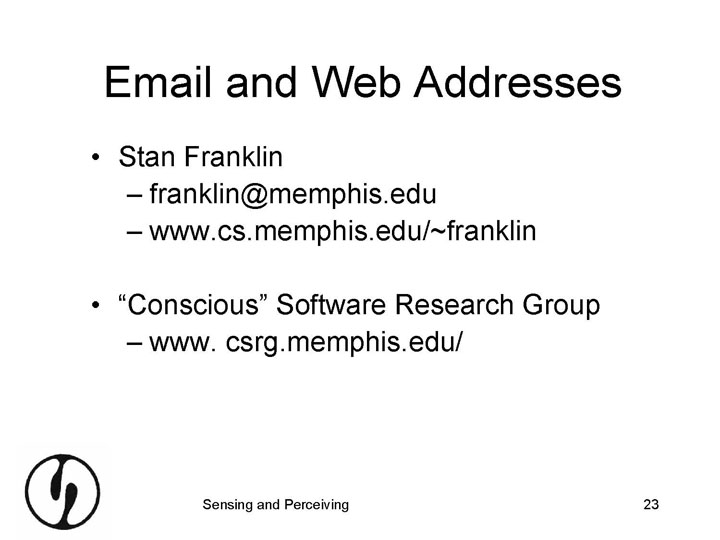 Email and Web Addresses
• Stan Franklin
– franklin@memphis.edu
– www.cs.memphis.edu/~franklin
• “Conscious” Software Research Group
– www. csrg.memphis.edu/
Sensing and Perceiving
23